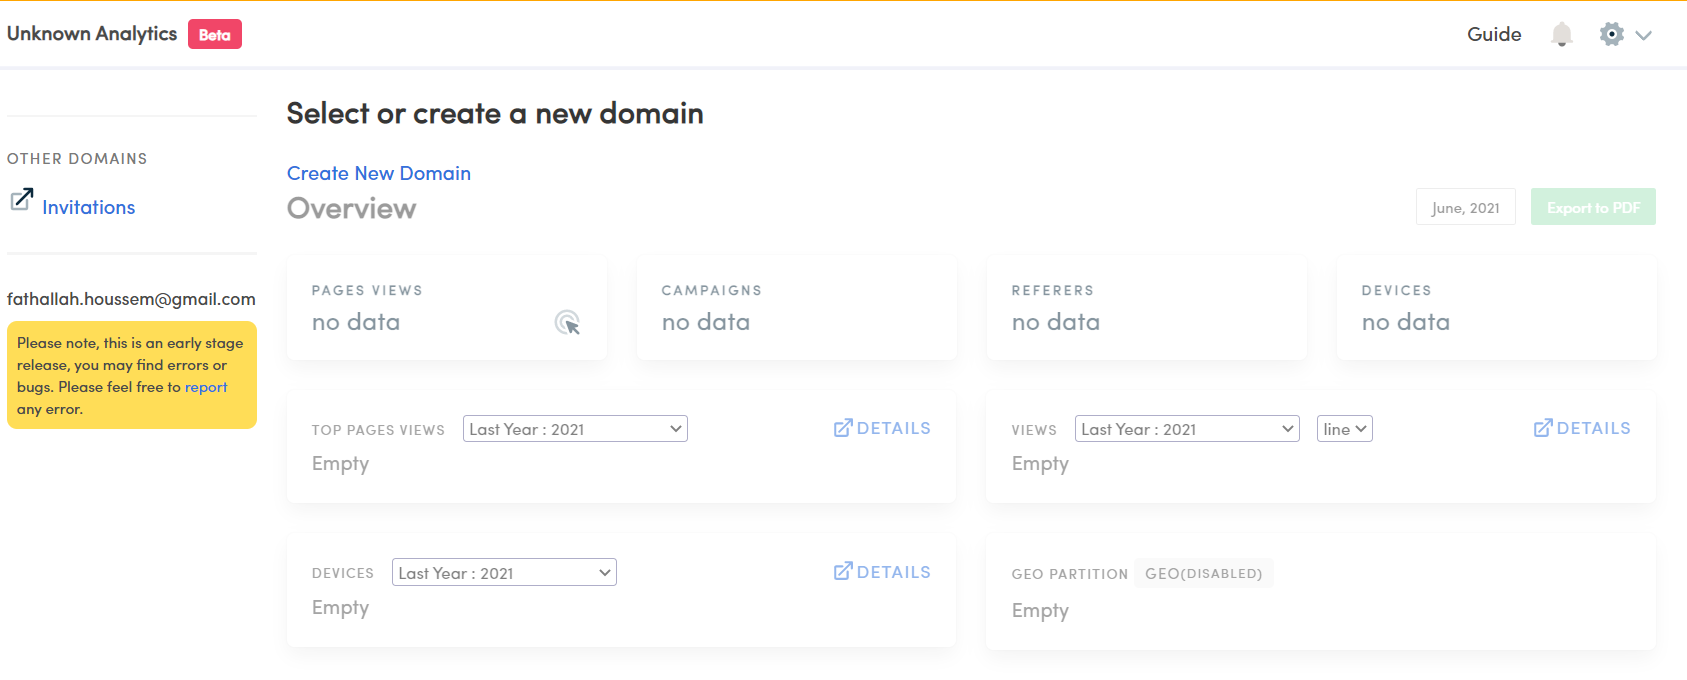 Unknown Analytics Beta
Guide
Select or create a new domain
OTHER DOMAINS
Invitations
Create New Domain
Overview
June, 2021
Export to PDF
fathallah.houssem@gmail.com
Please note, this is an early stage
release, you may find errors or
bugs. Please feel free to report
any error.
PAGES VIEWS
no data
CAMPAIGNS
no data
REFERERS
no data
DEVICES
no data
TOP PAGES VIEWS Last Year : 2021 DETAILS
Empty
VIEWS Last Year : 2021 line DETAILS
Empty
DEVICES Last Year : 2021 DETAILS
Empty
GEO PARTITION GEO(DISABLED)
Empty